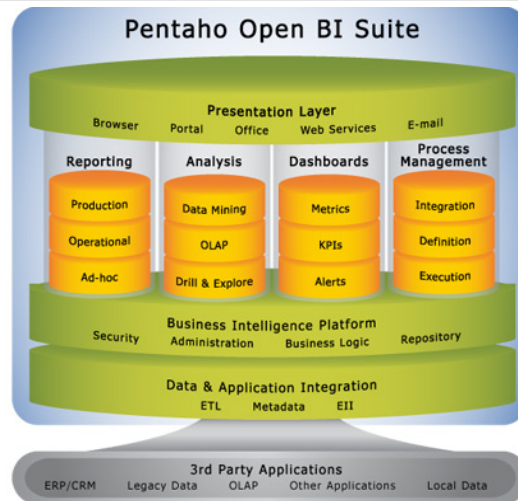 Pentaho Open BI Suite
Presentation Layer
Browser Portal Office Web Services E-mail
Reporting Analysis Dashboards Process Management
Production Data Mining Metrics Integration
Operational OLAP KPIs Definition
Ad-hoc Drill & Explore Alerts Execution
Business Intelligence Platform
Security Administration Business Logic Repository
Data & Application Integration
ETL Metadata EII
3rd Party Applications
ERP/CRM Legacy Data OLAP Other Applications Local Data